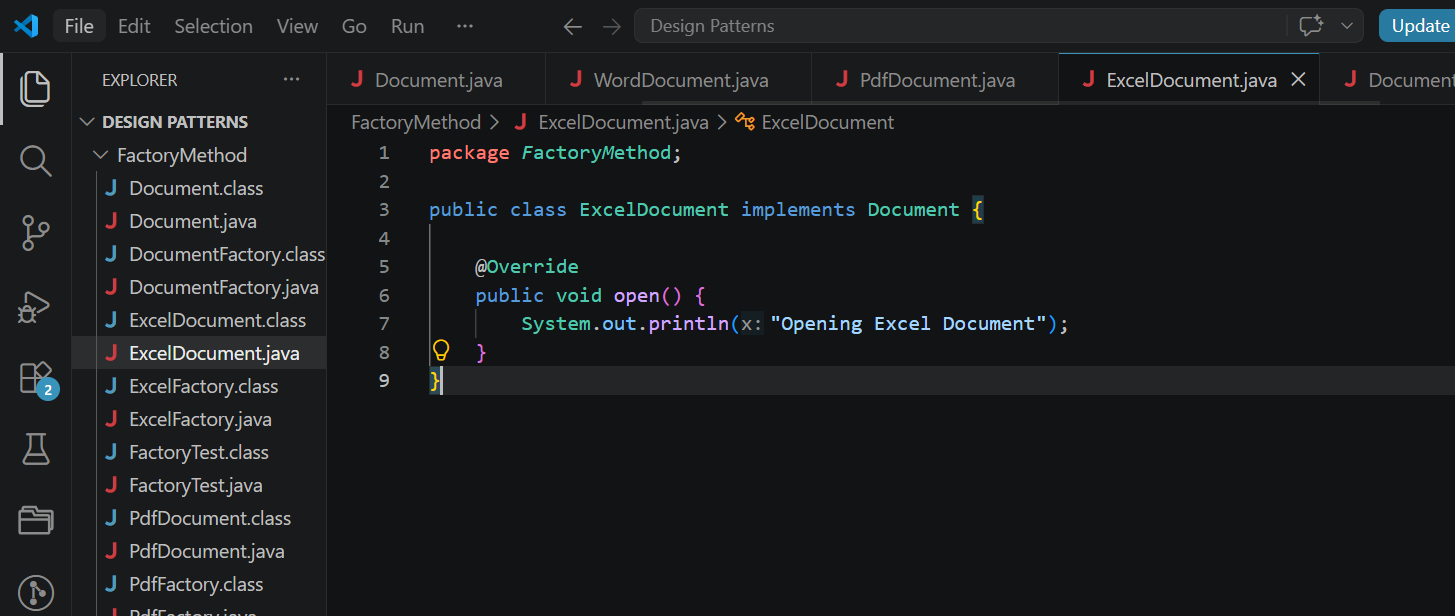 File Edit Selection View Go Run ··· Design Patterns Update
EXPLORER ···
DESIGN PATTERNS
FactoryMethod
J Document.class
J Document.java
J DocumentFactory.class
J DocumentFactory.java
J ExcelDocument.class
J ExcelDocument.java
J ExcelFactory.class
J ExcelFactory.java
J FactoryTest.class
J FactoryTest.java
J PdfDocument.class
J PdfDocument.java
J PdfFactory.class
J PdfFactory.java
2
J Document.java J WordDocument.java J PdfDocument.java J ExcelDocument.java J Document
FactoryMethod > J ExcelDocument.java > ExcelDocument
1 package FactoryMethod;
2
3 public class ExcelDocument implements Document {
4
5 @Override
6 public void open() {
7 System.out.println(x: "Opening Excel Document");
8 }
9 }